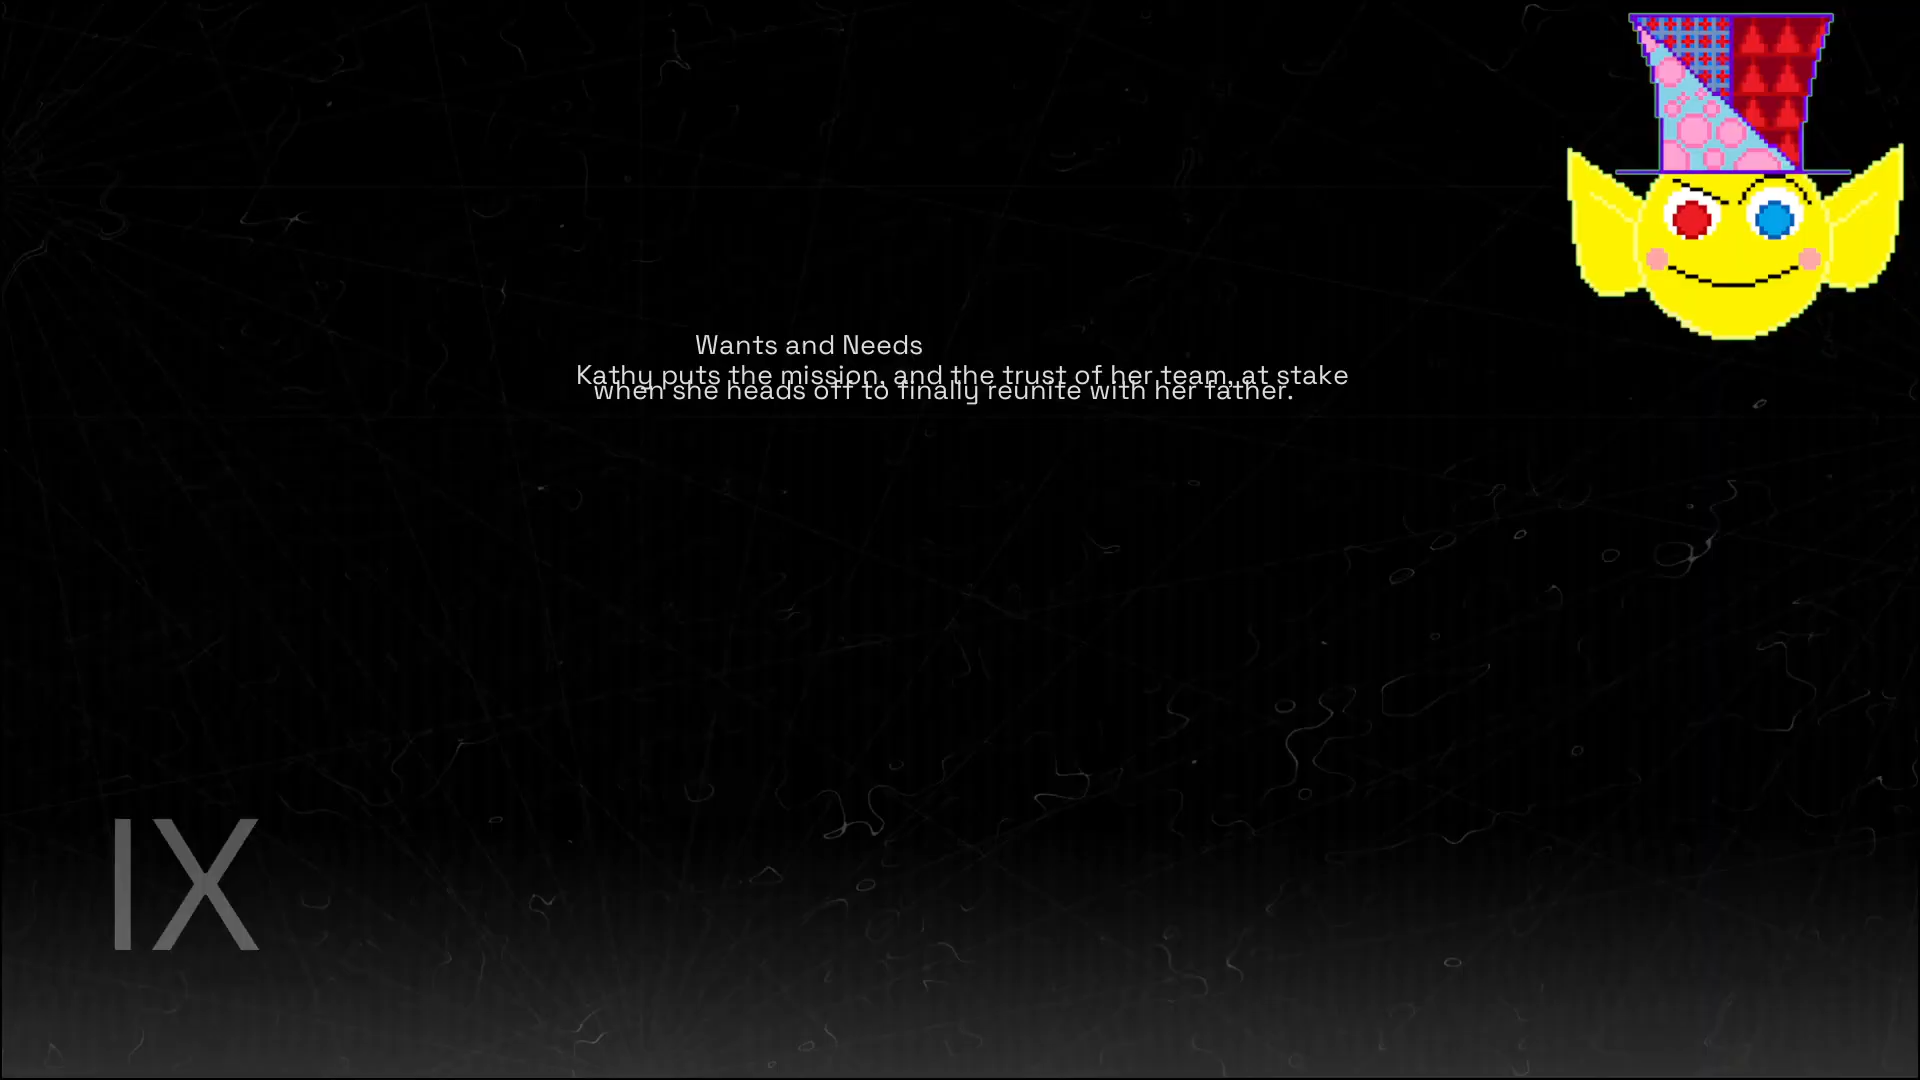 Wants and Needs
Kathy puts the mission, and the trust of her team, at stake
when she heads off to finally reunite with her father.
IX